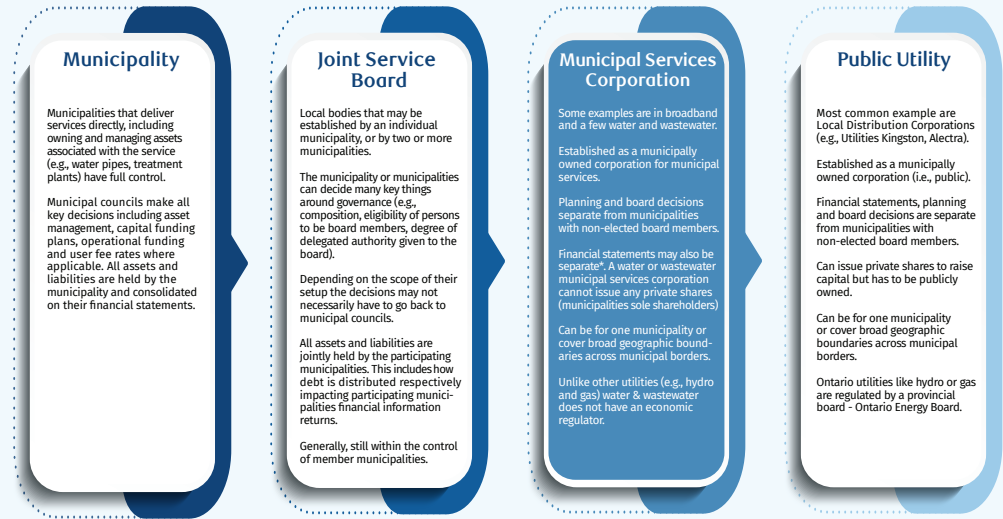 Municipality
Municipalities that deliver
services directly, including
owning and managing assets
associated with the service
(e.g., water pipes, treatment
plants) have full control.
Municipal councils make all
key decisions including asset
management, capital funding
plans, operational funding
and user fee rates where
applicable. All assets and
liabilities are held by the
municipality and consolidated
on their financial statements.
Joint Service
Board
Local bodies that may be
established by an individual
municipality, or by two or more
municipalities.
The municipality or municipalities
can decide many key things
around governance (e.g.,
composition, eligibility of persons
to be board members, degree of
delegated authority given to the
board).
Depending on the scope of their
setup the decisions may not
necessarily have to go back to
municipal councils.
All assets and liabilities are
jointly held by the participating
municipalities. This includes how
debt is distributed respectively
impacting participating munici-
palities financial information
returns.
Generally, still within the control
of member municipalities.
Municipal Services
Corporation
Some examples are in broadband
and a few water and wastewater.
Established as a municipally
owned corporation for municipal
services.
Planning and board decisions
separate from municipalities
with non-elected board members.
Financial statements may also be
separate*. A water or wastewater
municipal services corporation
cannot issue any private shares
(municipalities sole shareholders)
Can be for one municipality or
cover broad geographic bound-
aries across municipal borders.
Unlike other utilities (e.g., hydro
and gas) water & wastewater
does not have an economic
regulator.
Public Utility
Most common example are
Local Distribution Corporations
(e.g., Utilities Kingston, Alectra).
Established as a municipally
owned corporation (i.e., public).
Financial statements, planning
and board decisions are separate
from municipalities with
non-elected board members.
Can issue private shares to raise
capital but has to be publicly
owned.
Can be for one municipality
or cover broad geographic
boundaries across municipal
borders.
Ontario utilities like hydro or gas
are regulated by a provincial
board - Ontario Energy Board.